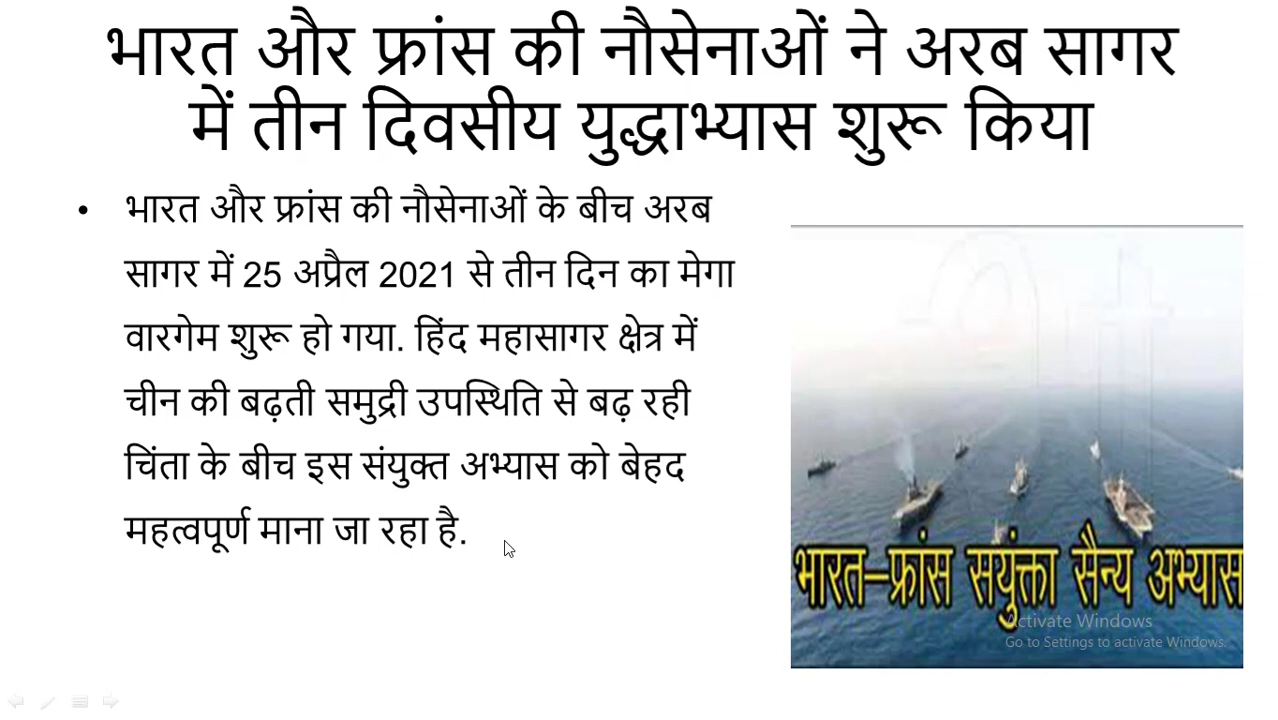 भारत और फ्रांस की नौसेनाओं ने अरब सागर
में तीन दिवसीय युद्धाभ्यास शुरू किया
• भारत और फ्रांस की नौसेनाओं के बीच अरब
सागर में 25 अप्रैल 2021 से तीन दिन का मेगा
वारगेम शुरू हो गया. हिंद महासागर क्षेत्र में
चीन की बढ़ती समुद्री उपस्थिति से बढ़ रही
चिंता के बीच इस संयुक्त अभ्यास को बेहद
महत्वपूर्ण माना जा रहा है.
भारत–फ्रांस सयुंक्ता सैन्य अभ्यास
Activate Windows
Go to Settings to activate Windows.